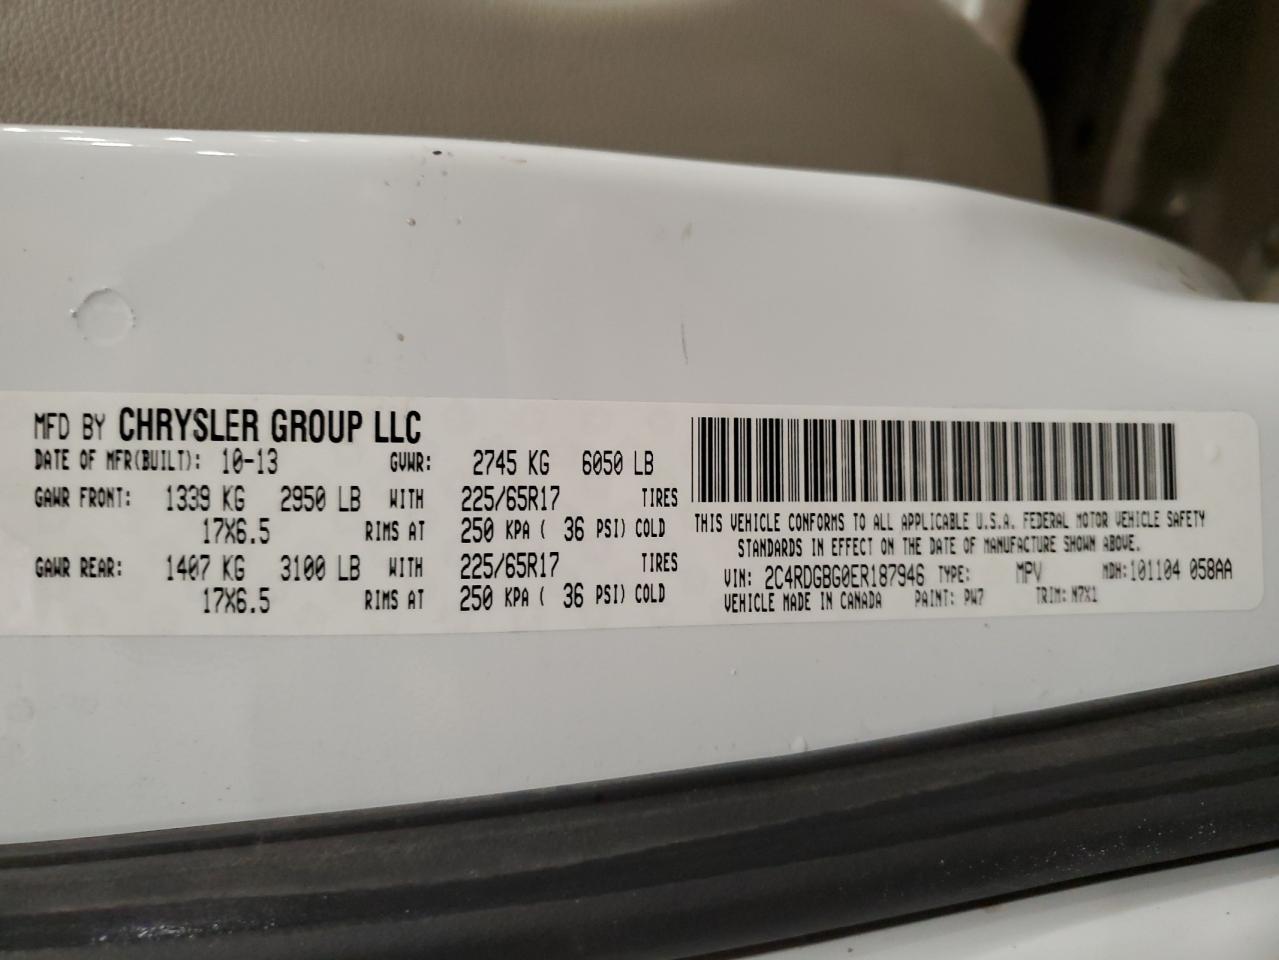 MFD BY CHRYSLER GROUP LLC
DATE OF MFR(BUILT): 10-13 GVWR: 2745 KG 6050 LB
GAWR FRONT: 1339 KG 2950 LB WITH 225/65R17 TIRES
17X6.5 RIMS AT 250 KPA ( 36 PSI) COLD
GAWR REAR: 1407 KG 3100 LB WITH 225/65R17 TIRES
17X6.5 RIMS AT 250 KPA ( 36 PSI) COLD
THIS VEHICLE CONFORMS TO ALL APPLICABLE U.S.A. FEDERAL MOTOR VEHICLE SAFETY
STANDARDS IN EFFECT ON THE DATE OF MANUFACTURE SHOWN ABOVE.
VIN: 2C4RDGBG0ER187946 TYPE: MPV MDH:101104 058AA
VEHICLE MADE IN CANADA PAINT: PW7 TRIM: N7X1